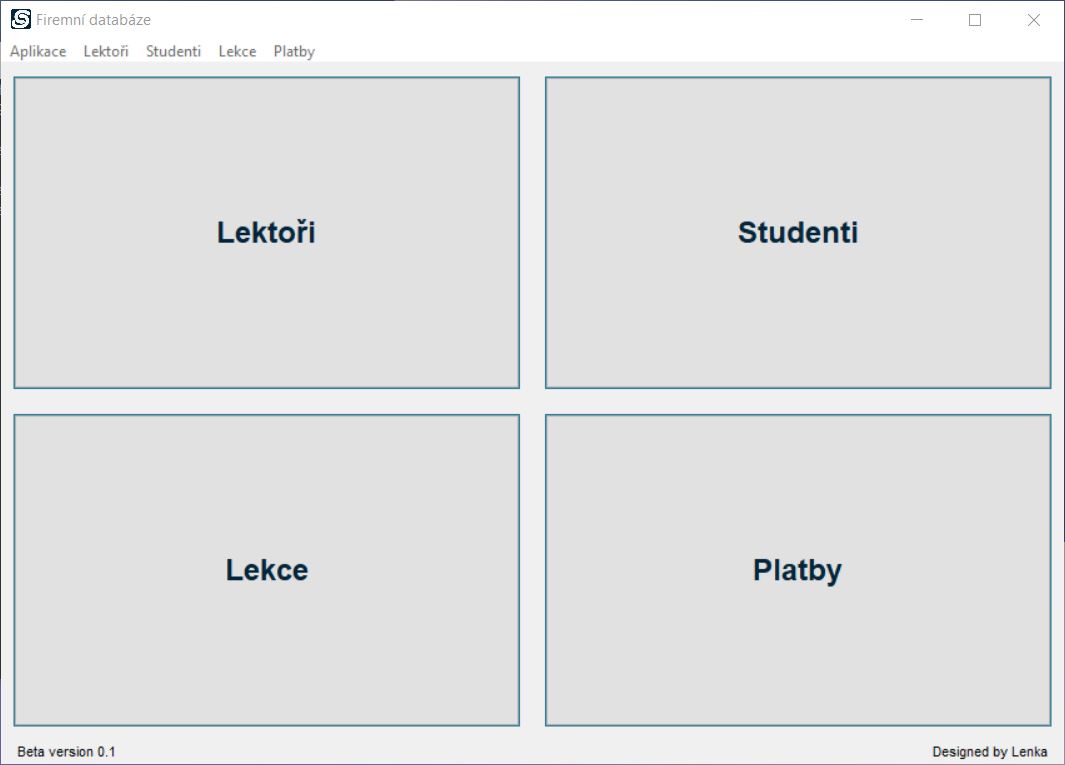 Firemní databáze
Aplikace Lektoři Studenti Lekce Platby
Lektoři
Studenti
Lekce
Platby
Beta version 0.1
Designed by Lenka